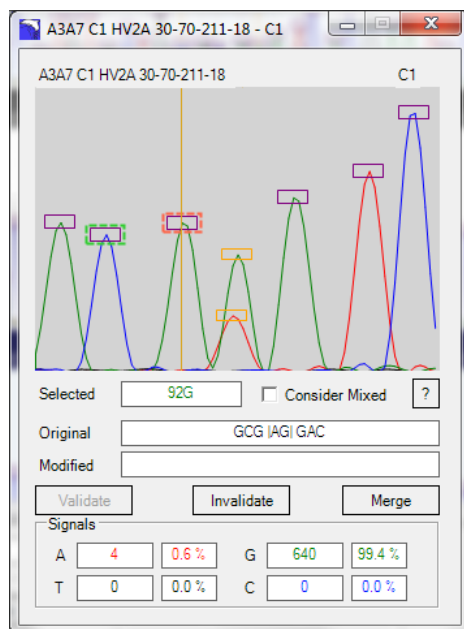 A3A7 C1 HV2A 30-70-211-18 - C1
A3A7 C1 HV2A 30-70-211-18 C1
Selected 92G Consider Mixed ?
Original GCG |AG| GAC
Modified
Validate Invalidate Merge
Signals
A 4 0.6 % G 640 99.4 %
T 0 0.0 % C 0 0.0 %